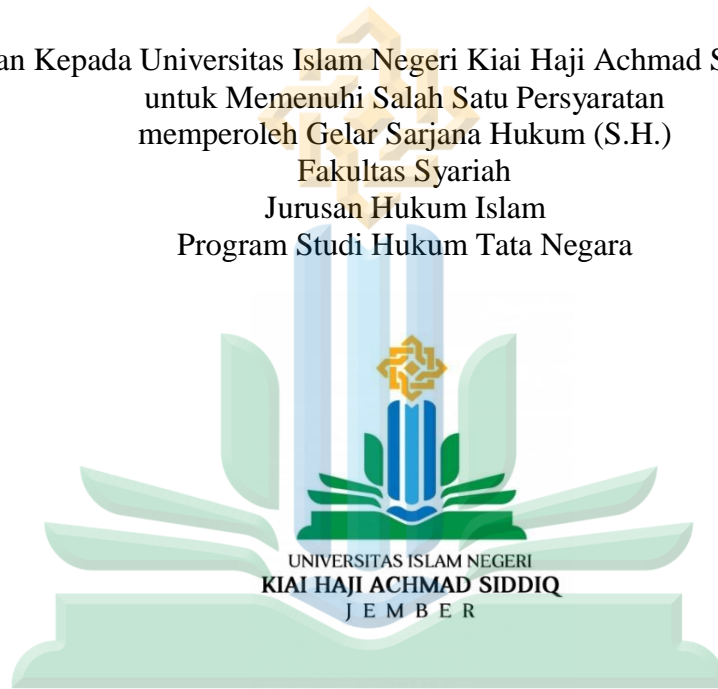 an Kepada Universitas Islam Negeri Kiai Haji Achmad S
untuk Memenuhi Salah Satu Persyaratan
memperoleh Gelar Sarjana Hukum (S.H.)
Fakultas Syariah
Jurusan Hukum Islam
Program Studi Hukum Tata Negara
UNIVERSITAS ISLAM NEGERI
KIAI HAJI ACHMAD SIDDIQ
JEMBER